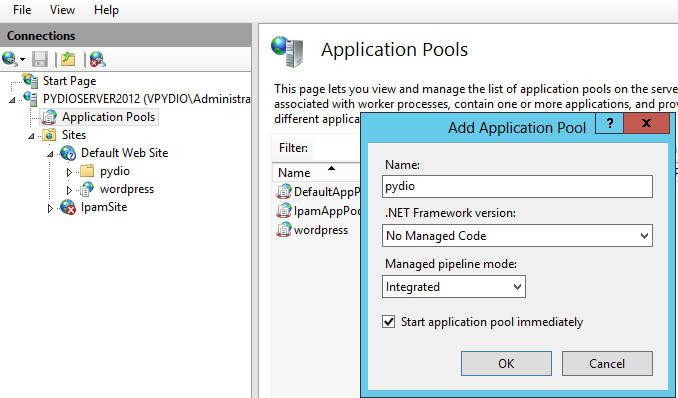 File View Help
Connections
Start Page
PYDIOSERVER2012 (VPYDIO\Administra
Application Pools
Sites
Default Web Site
pydio
wordpress
IpamSite
Application Pools
This page lets you view and manage the list of application pools on the serve
associated with worker processes, contain one or more applications, and prov
different applica
Filter:
Name
DefaultAppP
IpamAppPoo
wordpress
Add Application Pool ? x
Name:
pydio
.NET Framework version:
No Managed Code
Managed pipeline mode:
Integrated
Start application pool immediately
OK Cancel